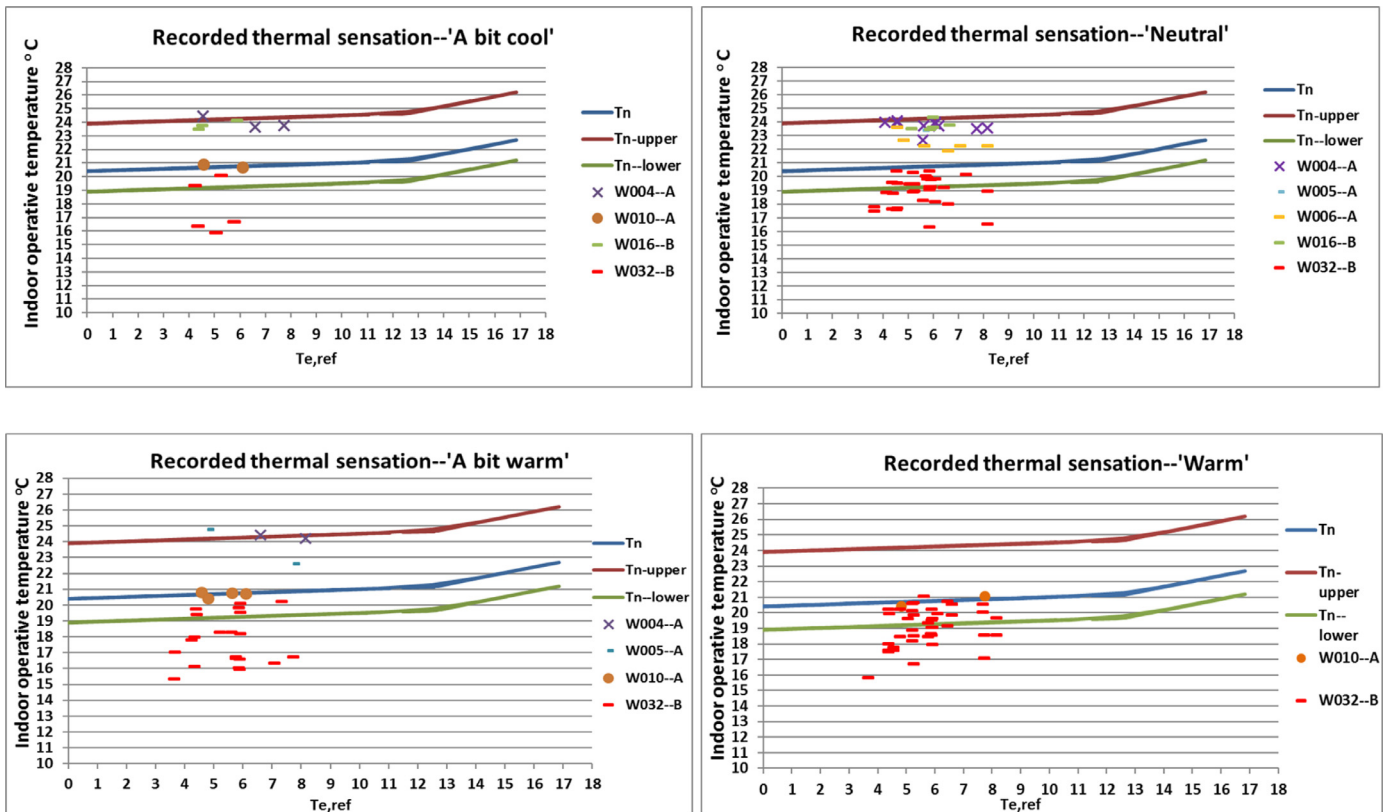 Recorded thermal sensation--'A bit cool'
Indoor operative temperature ° C
28
27
26
25
24
23
22
21
20
19
18
17
16
15
14
13
12
11
10
0 1 2 3 4 5 6 7 8 9 10 11 12 13 14 15 16 17 18
Te,ref
Tn
Tn-upper
Tn--lower
W004--A
W010--A
W016--B
W032--B
Recorded thermal sensation--'Neutral'
Indoor operative temperature ° C
28
27
26
25
24
23
22
21
20
19
18
17
16
15
14
13
12
11
10
0 1 2 3 4 5 6 7 8 9 10 11 12 13 14 15 16 17 18
Te,ref
Tn
Tn-upper
Tn--lower
W004--A
W005--A
W006--A
W016--B
W032--B
Recorded thermal sensation--'A bit warm'
Indoor operative temperature °C
28
27
26
25
24
23
22
21
20
19
18
17
16
15
14
13
12
11
10
0 1 2 3 4 5 6 7 8 9 10 11 12 13 14 15 16 17 18
Te,ref
Tn
Tn-upper
Tn--lower
W004--A
W005--A
W010--A
W032--B
Recorded thermal sensation--'Warm'
Indoor operative temperature °C
28
27
26
25
24
23
22
21
20
19
18
17
16
15
14
13
12
11
10
0 1 2 3 4 5 6 7 8 9 10 11 12 13 14 15 16 17 18
Te,ref
Tn
Tn-
upper
Tn--
lower
W010--A
W032--B